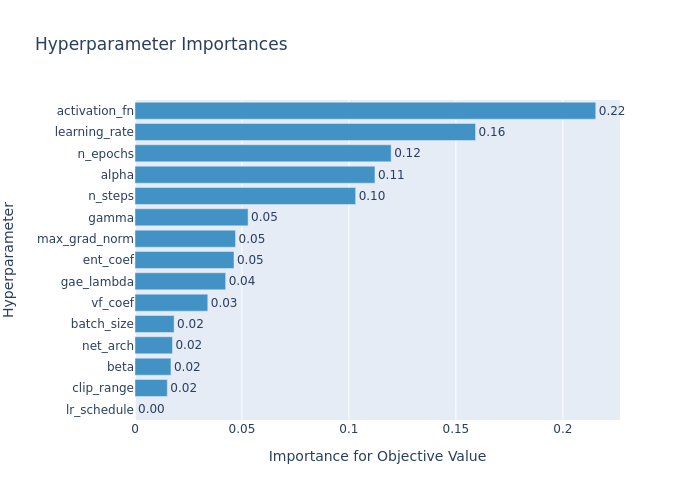 Hyperparameter Importances
Hyperparameter
activation_fn 0.22
learning_rate 0.16
n_epochs 0.12
alpha 0.11
n_steps 0.10
gamma 0.05
max_grad_norm 0.05
ent_coef 0.05
gae_lambda 0.04
vf_coef 0.03
batch_size 0.02
net_arch 0.02
beta 0.02
clip_range 0.02
lr_schedule 0.00
0 0.05 0.1 0.15 0.2
Importance for Objective Value